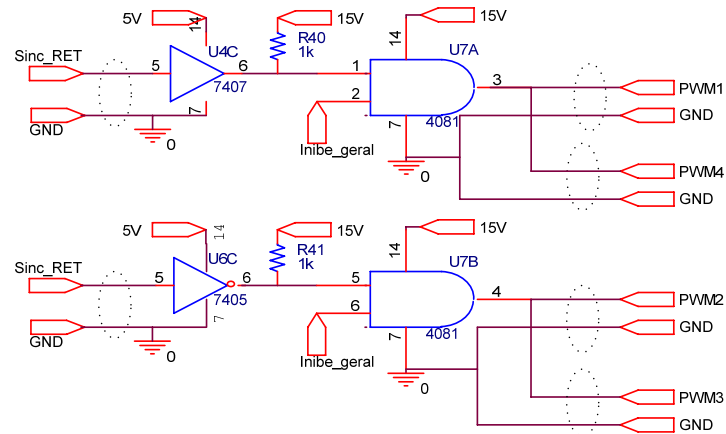 5V
14
U4C
15V
R40
1k
15V
U7A
14
Sinc_RET
5
6
7407
1
3
PWM1
2
7
GND
0
Inibe_geral
7
4081
GND
0
PWM4
GND
5V
14
U6C
15V
R41
1k
15V
U7B
14
Sinc_RET
5
6
7405
5
4
PWM2
6
7
GND
0
Inibe_geral
7
4081
GND
0
PWM3
GND